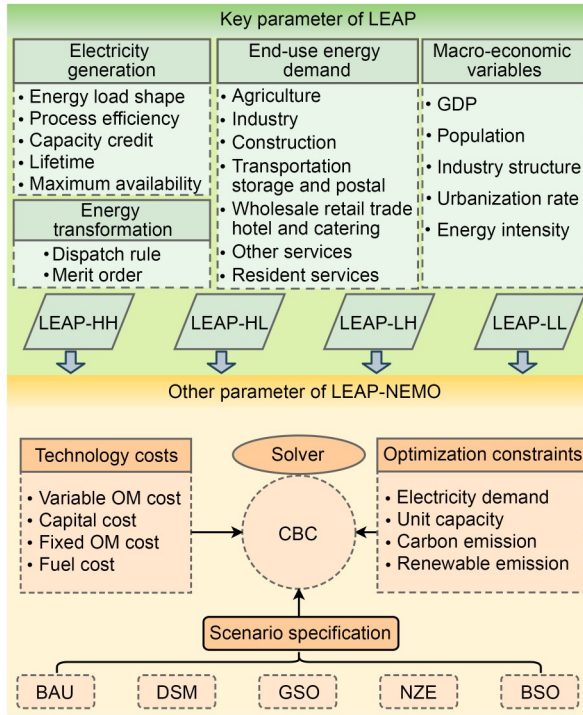 Key parameter of LEAP
Electricity
generation
• Energy load shape
• Process efficiency
• Capacity credit
• Lifetime
• Maximum availability
Energy
transformation
• Dispatch rule
• Merit order
End-use energy
demand
• Agriculture
• Industry
• Construction
• Transportation
storage and postal
• Wholesale retail trade
hotel and catering
• Other services
• Resident services
Macro-economic
variables
• GDP
• Population
• Industry structure
• Urbanization rate
• Energy intensity
LEAP-HH
LEAP-HL
LEAP-LH
LEAP-LL
Other parameter of LEAP-NEMO
Technology costs
• Variable OM cost
• Capital cost
• Fixed OM cost
• Fuel cost
Solver
CBC
Optimization constraints
• Electricity demand
• Unit capacity
• Carbon emission
• Renewable emission
Scenario specification
BAU
DSM
GSO
NZE
BSO